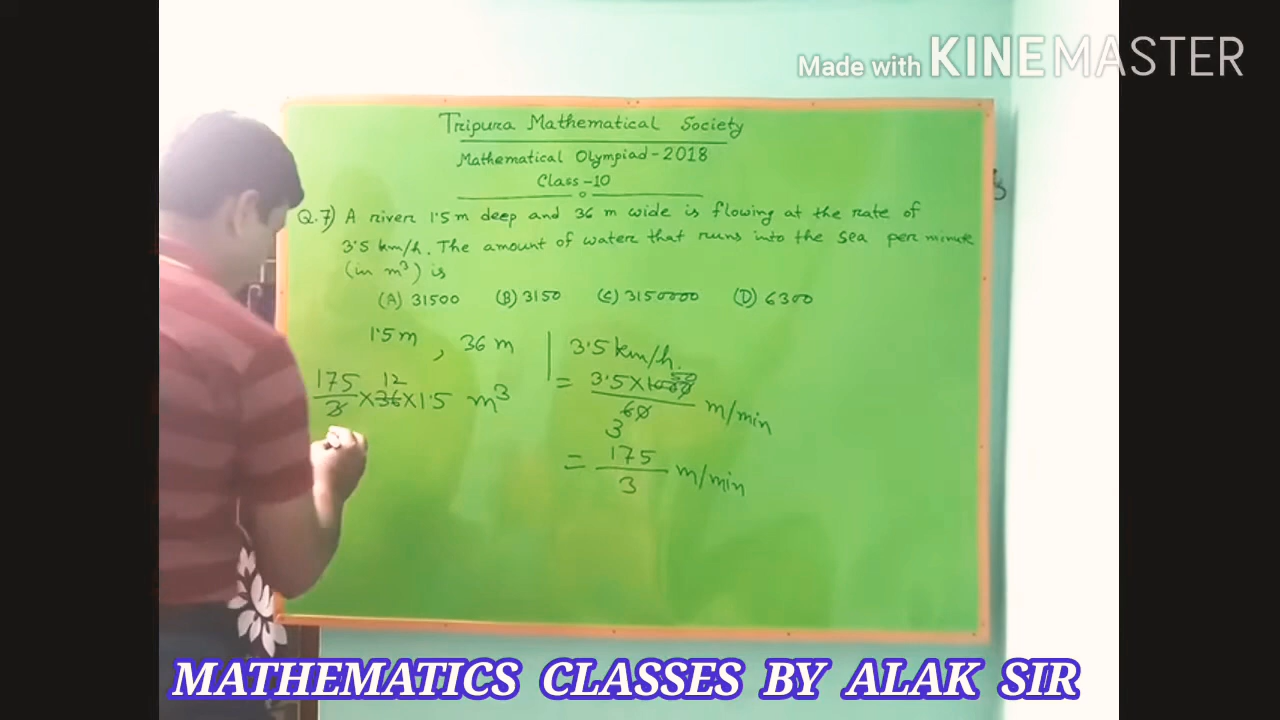 Made with KINEMASTER
Tripura Mathematical Society
Mathematical Olympiad-2018
Class-10
Q.7) A river 1.5 m deep and 36 m wide is flowing at the rate of
3.5 km/h. The amount of water that runs into the sea per minute
(in m³) is
(A) 31500 (B) 3150 (C) 3150000 (D) 6300
1.5 m , 36 m
3.5 km/h.
175 12 50
= 3.5×1000
3 ×36×1.5 m³
60 m/min
3
= 175
3 m/min
MATHEMATICS CLASSES BY ALAK SIR